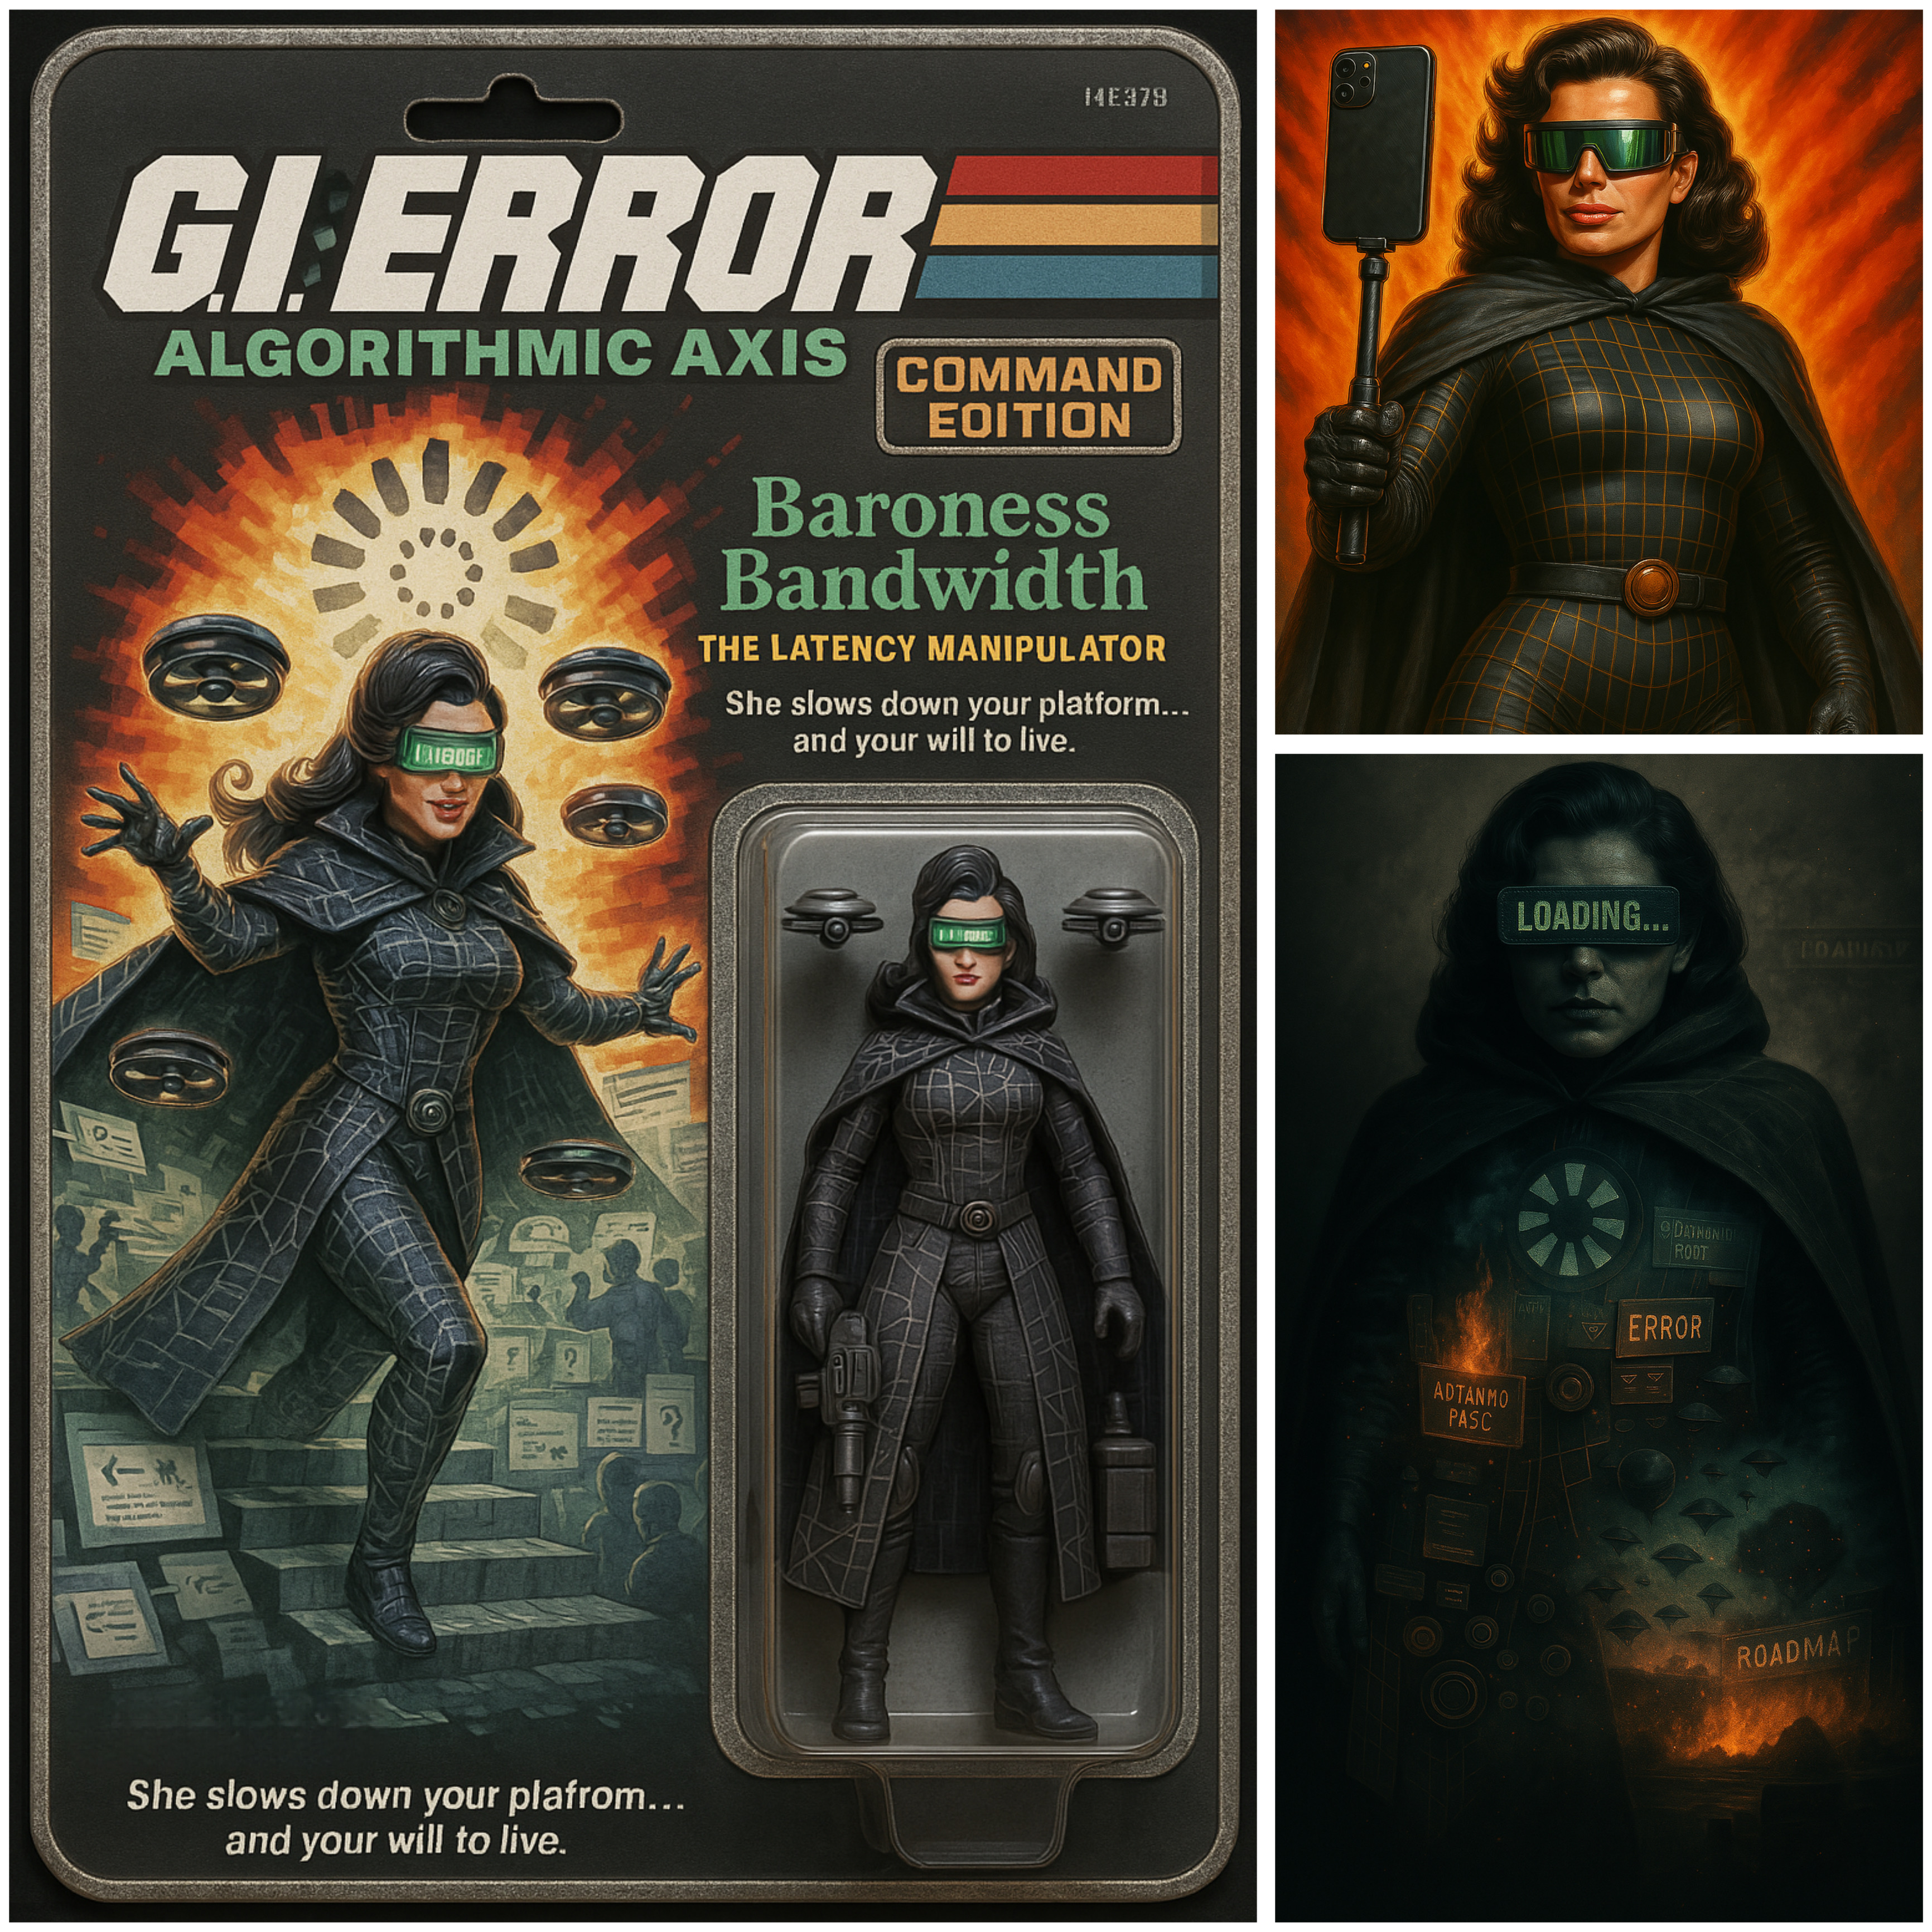 14E379
G.I. ERROR
ALGORITHMIC AXIS
COMMAND
EOITION
Baroness
Bandwidth
THE LATENCY MANIPULATOR
She slows down your platform...
and your will to live.
She slows down your plafrom...
and your will to live.
LOADING...
ROOT
ERROR
ADTANMO
PASC
ROADMAP